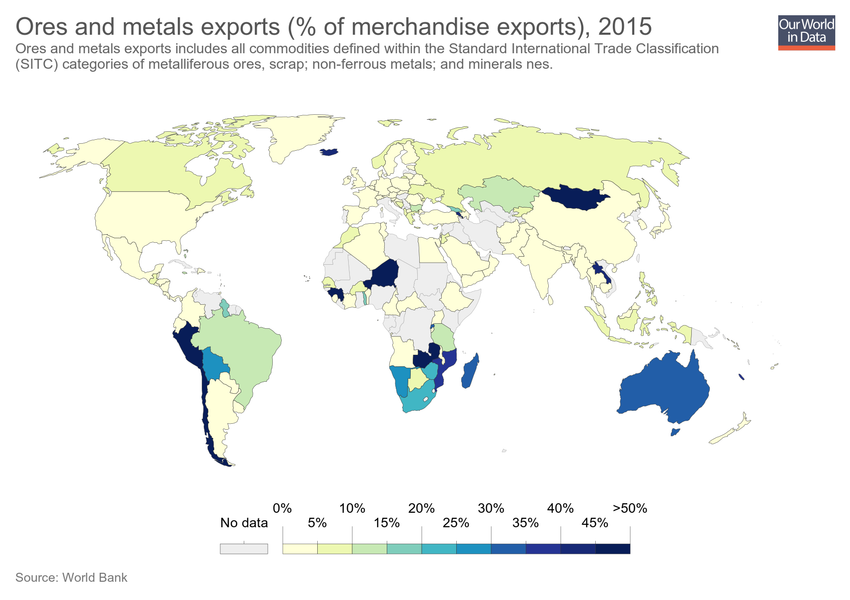 Ores and metals exports (% of merchandise exports), 2015
Our World
in Data
Ores and metals exports includes all commodities defined within the Standard International Trade Classification
(SITC) categories of metalliferous ores, scrap; non-ferrous metals; and minerals nes.
0% 10% 20% 30% 40% >50%
No data 5% 15% 25% 35% 45%
Source: World Bank